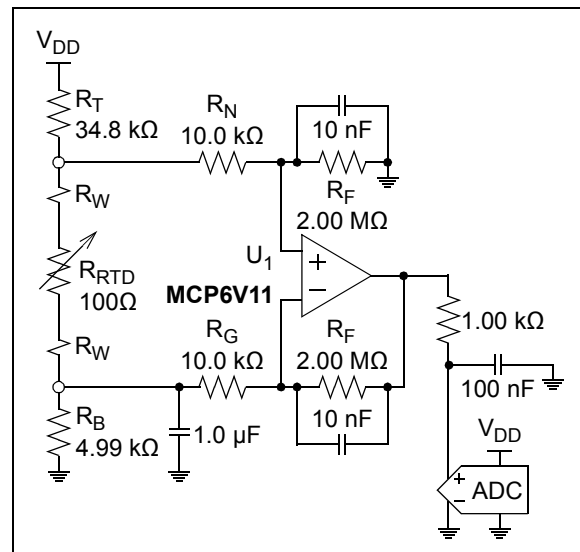 VDD
RT
34.8 kΩ
RN
10.0 kΩ
10 nF
RF
2.00 MΩ
RW
RRTD
100Ω
U1
+
−
MCP6V11
RW
RG
10.0 kΩ
RF
2.00 MΩ
10 nF
1.00 kΩ
100 nF
RB
4.99 kΩ
1.0 µF
VDD
+
−
ADC